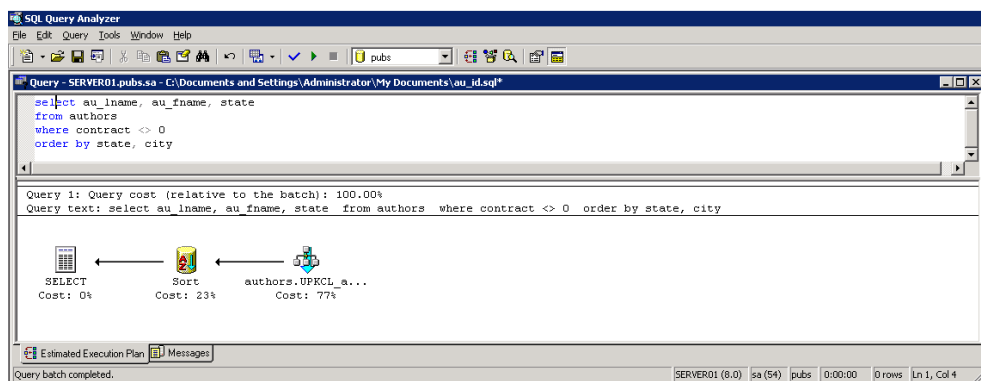 SQL Query Analyzer
File Edit Query Tools Window Help
pubs
Query - SERVER01.pubs.sa - C:\Documents and Settings\Administrator\My Documents\au_id.sql*
select au_lname, au_fname, state
from authors
where contract <> 0
order by state, city
Query 1: Query cost (relative to the batch): 100.00%
Query text: select au_lname, au_fname, state from authors where contract <> 0 order by state, city
SELECT Sort authors.UPKCL_a...
Cost: 0% Cost: 23% Cost: 77%
Estimated Execution Plan Messages
Query batch completed. SERVER01 (8.0) sa (54) pubs 0:00:00 0 rows Ln 1, Col 4